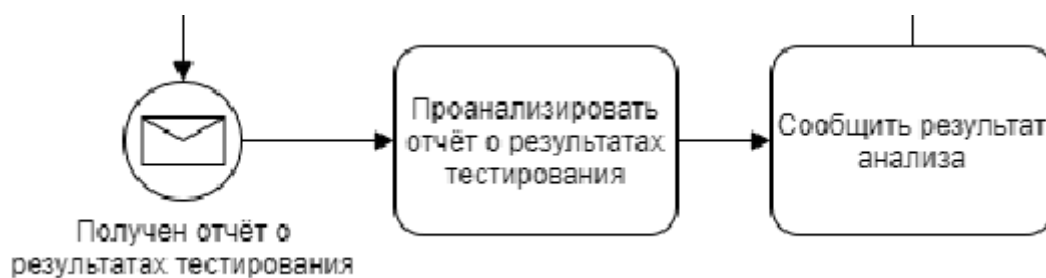 Получен отчёт о
результатах тестирования
Проанализировать
отчёт о результатах
тестирования
Сообщить результат
анализа